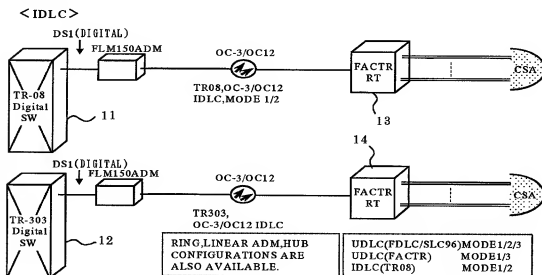 <IDLC>
DS1(DIGITAL)
FLM150ADM
OC-3/OC12
TR-08
Digital
SW
11
TR08,OC-3/OC12
IDLC,MODE 1/2
FACTR
RT
13
CSA
DS1(DIGITAL)
FLM150ADM
OC-3/OC12
14
TR-303
Digital
SW
12
TR303,
OC-3/OC12 IDLC
FACTR
RT
CSA
RING,LINEAR ADM,HUB
CONFIGURATIONS ARE
ALSO AVAILABLE.
UDLC(FDLC/SLC96)MODE1/2/3
UDLC(FACTR) MODE1/3
IDLC(TR08) MODE1/2